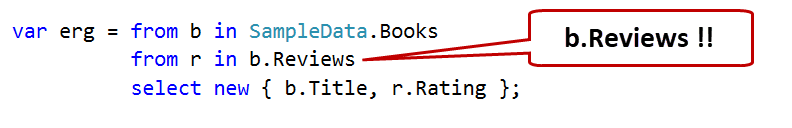 var erg = from b in SampleData.Books
from r in b.Reviews
select new { b.Title, r.Rating };
b.Reviews !!